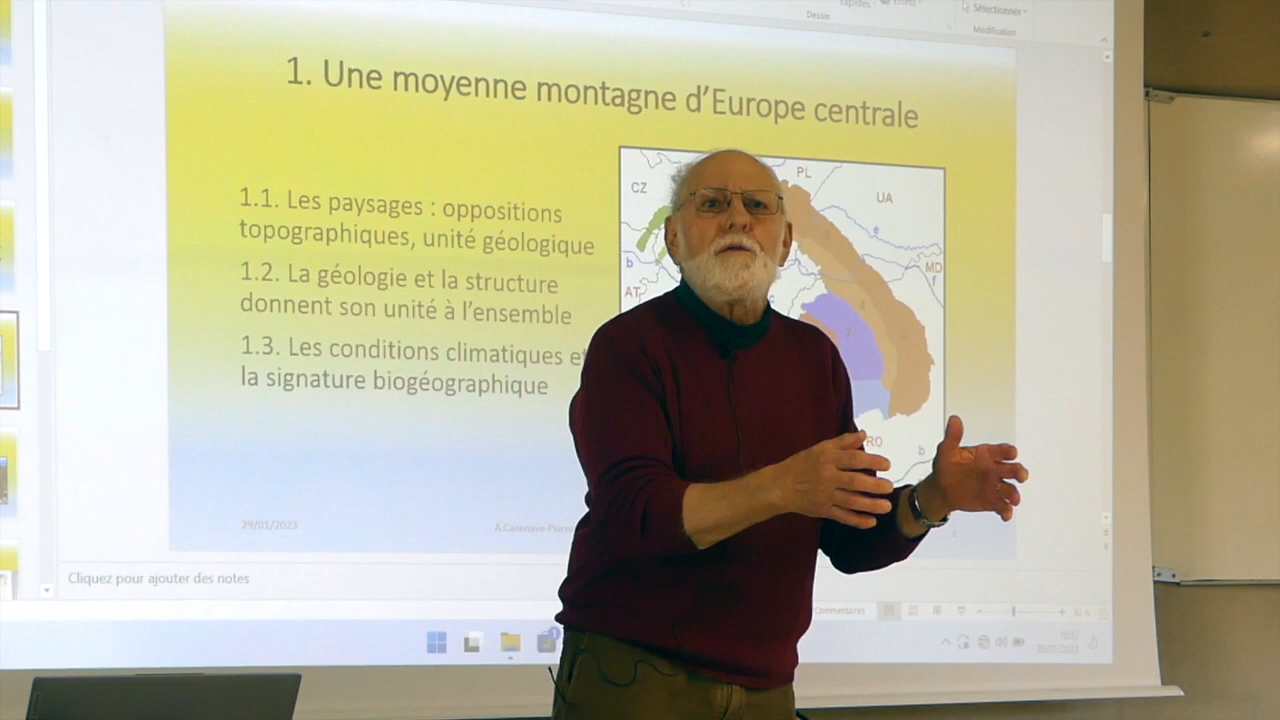 Dessin
Sélectionner
Modification
1. Une moyenne montagne d'Europe centrale
1.1. Les paysages : oppositions
topographiques, unité géologique
1.2. La géologie et la structure
donnent son unité à l'ensemble
1.3. Les conditions climatiques et
la signature biogéographique
CZ
PL
UA
e
b
MD
f
AT
c
4
7
RO
b
29/01/2023
Cliquez pour ajouter des notes
Commentaires